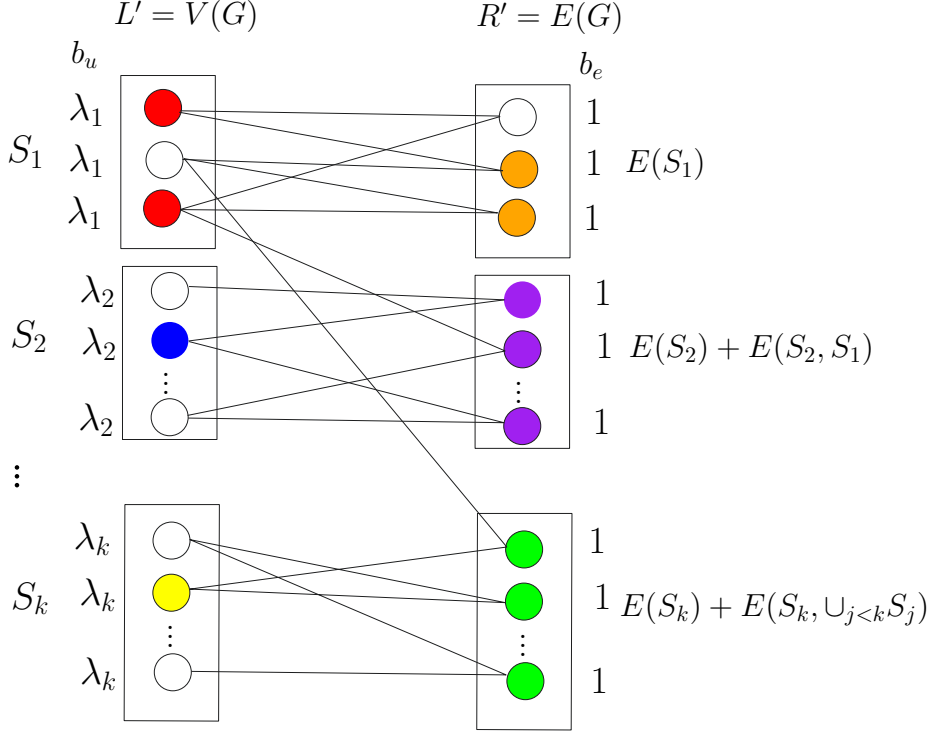 L′ = V(G) R′ = E(G)
b_u b_e
λ_1 1
S_1 λ_1 1 E(S_1)
λ_1 1
λ_2 1
S_2 λ_2 1 E(S_2) + E(S_2, S_1)
⋮ ⋮
λ_2 1
⋮
λ_k 1
S_k λ_k 1 E(S_k) + E(S_k, ∪_{j<k}S_j)
⋮ ⋮
λ_k 1